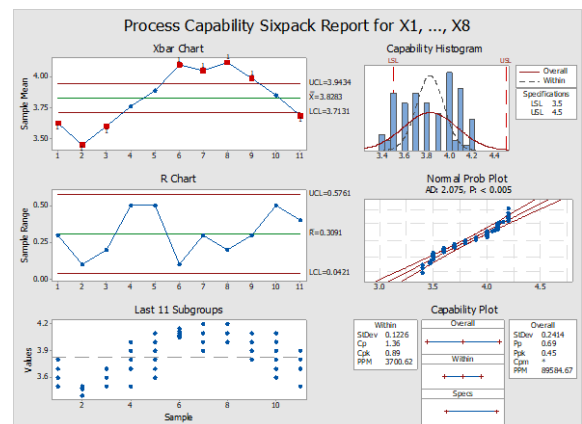 Process Capability Sixpack Report for X1, ..., X8
Xbar Chart
Sample Mean
4.00
3.75
3.50
1 2 3 4 5 6 7 8 9 10 11
UCL=3.9434
X=3.8283
LCL=3.7131
Capability Histogram
LSL
USL
3.4 3.6 3.8 4.0 4.2 4.4
Overall
Within
Specifications
LSL 3.5
USL 4.5
R Chart
Sample Range
0.50
0.25
0.00
1 2 3 4 5 6 7 8 9 10 11
UCL=0.5761
R=0.3091
LCL=0.0421
Normal Prob Plot
AD: 2.075, P: < 0.005
3.0 3.5 4.0 4.5
Last 11 Subgroups
Values
4.2
3.9
3.6
2 4 6 8 10
Sample
Capability Plot
Within
StDev 0.1226
Cp 1.36
Cpk 0.89
PPM 3700.62
Overall
Within
Specs
Overall
StDev 0.2414
Pp 0.69
Ppk 0.45
Cpm *
PPM 89584.67